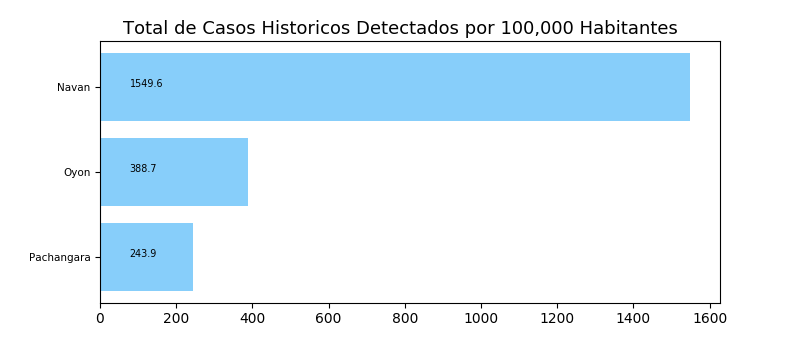 Total de Casos Historicos Detectados por 100,000 Habitantes
Navan
1549.6
Oyon
388.7
Pachangara
243.9
0 200 400 600 800 1000 1200 1400 1600